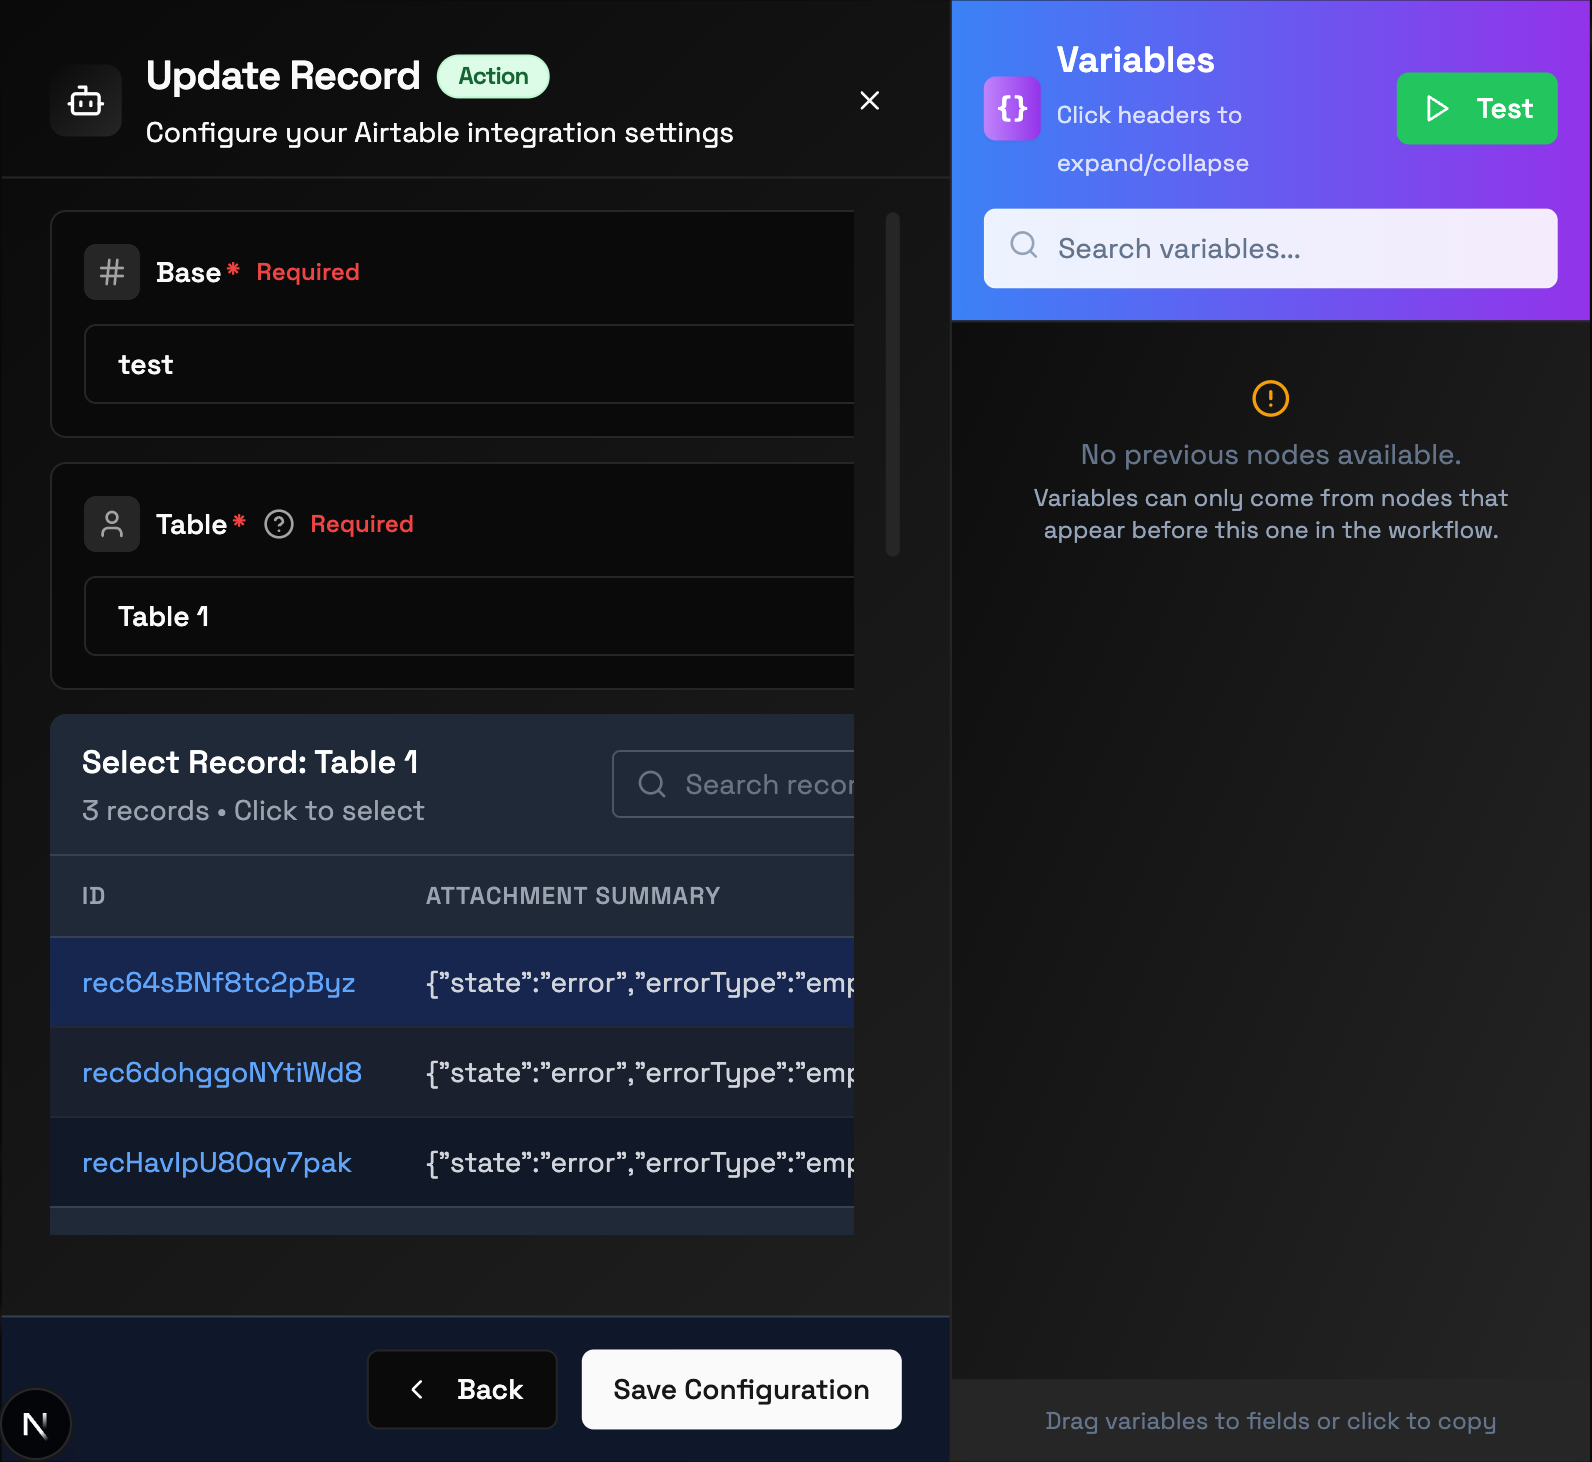 Update Record Action
Configure your Airtable integration settings
Base* Required
test
Table* Required
Table 1
Select Record: Table 1
3 records • Click to select
Search recor
ID ATTACHMENT SUMMARY
rec64sBNf8tc2pByz {"state":"error","errorType":"emp
rec6dohggoNYtiWd8 {"state":"error","errorType":"emp
recHavIpU8Oqv7pak {"state":"error","errorType":"emp
Back
Save Configuration
N
{} Variables
Click headers to
expand/collapse
Test
Search variables...
No previous nodes available.
Variables can only come from nodes that
appear before this one in the workflow.
Drag variables to fields or click to copy